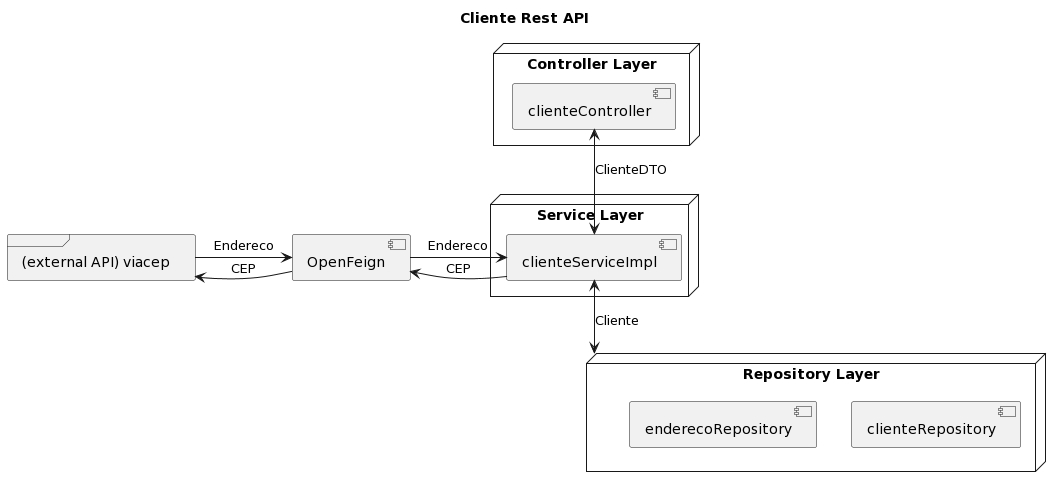 Cliente Rest API
Controller Layer
clienteController
ClienteDTO
Service Layer
(external API) viacep
Endereco
CEP
OpenFeign
Endereco
CEP
clienteServiceImpl
Cliente
Repository Layer
enderecoRepository
clienteRepository